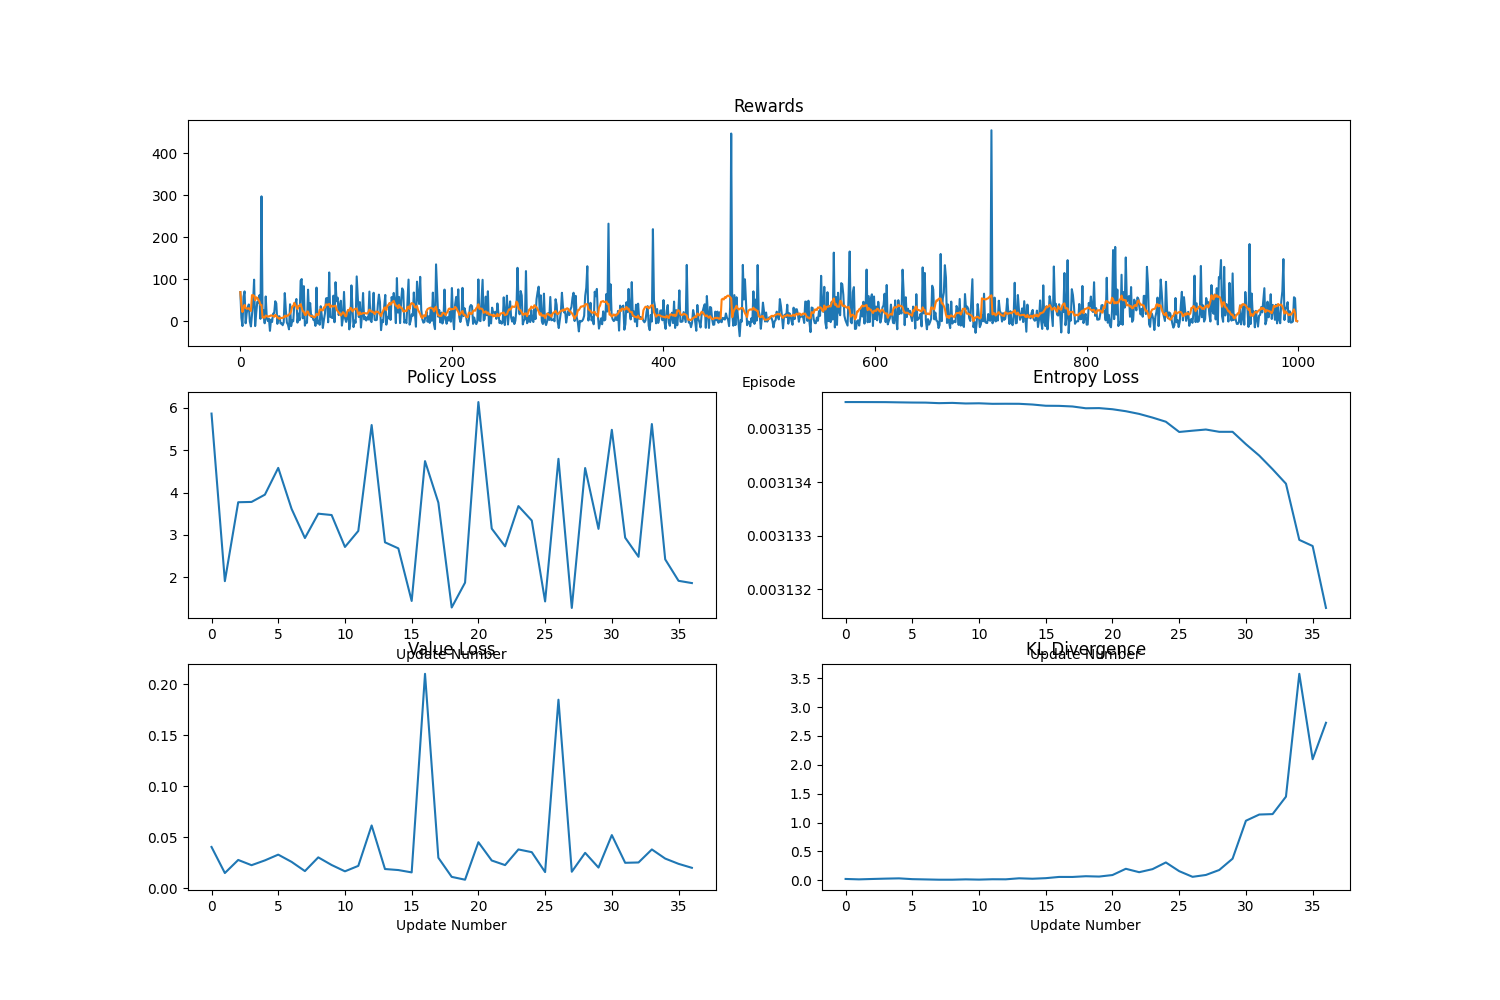 Rewards
400
300
200
100
0
0 200 400 600 800 1000
Episode
Policy Loss
6
5
4
3
2
0 5 10 15 20 25 30 35
Update Number
Entropy Loss
0.003135
0.003134
0.003133
0.003132
0 5 10 15 20 25 30 35
Update Number
Value Loss
0.20
0.15
0.10
0.05
0.00
0 5 10 15 20 25 30 35
Update Number
KL Divergence
3.5
3.0
2.5
2.0
1.5
1.0
0.5
0.0
0 5 10 15 20 25 30 35
Update Number